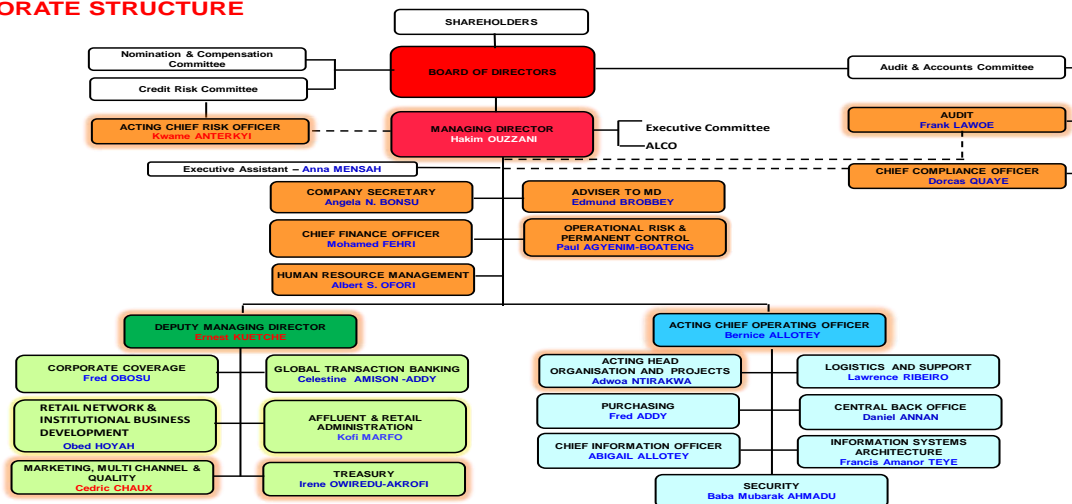 ORATE STRUCTURE
SHAREHOLDERS
Nomination & Compensation
Committee
BOARD OF DIRECTORS
Audit & Accounts Committee
Credit Risk Committee
ACTING CHIEF RISK OFFICER
Kwame ANTERKYI
MANAGING DIRECTOR
Hakim OUZZANI
Executive Committee
ALCO
AUDIT
Frank LAWOE
Executive Assistant – Anna MENSAH
CHIEF COMPLIANCE OFFICER
Dorcas QUAYE
COMPANY SECRETARY
Angela N. BONSU
ADVISER TO MD
Edmund BROBBEY
CHIEF FINANCE OFFICER
Mohamed FEHRI
OPERATIONAL RISK &
PERMANENT CONTROL
Paul AGYENIM-BOATENG
HUMAN RESOURCE MANAGEMENT
Albert S. OFORI
DEPUTY MANAGING DIRECTOR
Ernest KUETCHE
ACTING CHIEF OPERATING OFFICER
Bernice ALLOTEY
CORPORATE COVERAGE
Fred OBOSU
GLOBAL TRANSACTION BANKING
Celestine AMISON -ADDY
RETAIL NETWORK &
INSTITUTIONAL BUSINESS
DEVELOPMENT
Obed HOYAH
AFFLUENT & RETAIL
ADMINISTRATION
Kofi MARFO
MARKETING, MULTI CHANNEL &
QUALITY
Cedric CHAUX
TREASURY
Irene OWIREDU-AKROFI
ACTING HEAD
ORGANISATION AND PROJECTS
Adwoa NTIRAKWA
LOGISTICS AND SUPPORT
Lawrence RIBEIRO
PURCHASING
Fred ADDY
CENTRAL BACK OFFICE
Daniel ANNAN
CHIEF INFORMATION OFFICER
ABIGAIL ALLOTEY
INFORMATION SYSTEMS
ARCHITECTURE
Francis Amanor TEYE
SECURITY
Baba Mubarak AHMADU